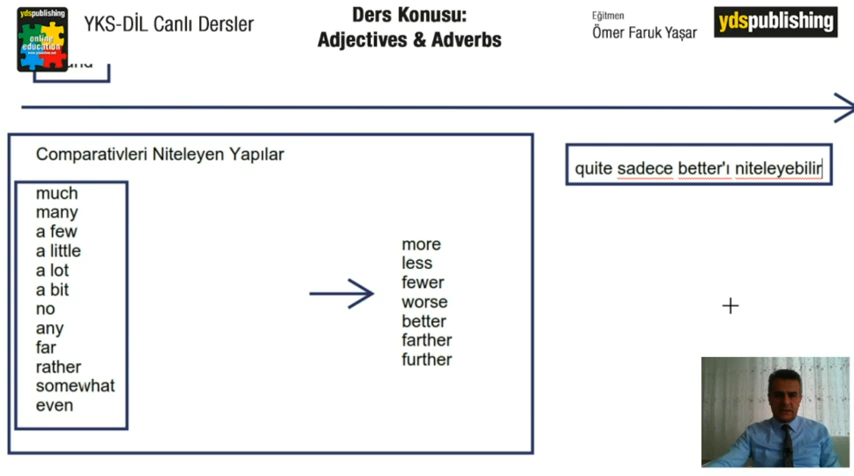 ydspublishing
online
education
YKS-DİL Canlı Dersler
Ders Konusu:
Adjectives & Adverbs
Eğitmen
Ömer Faruk Yaşar
ydspublishing
Comparativleri Niteleyen Yapılar
much
many
a few
a little
a lot
a bit
no
any
far
rather
somewhat
even
more
less
fewer
worse
better
farther
further
quite sadece better'ı niteleyebilir